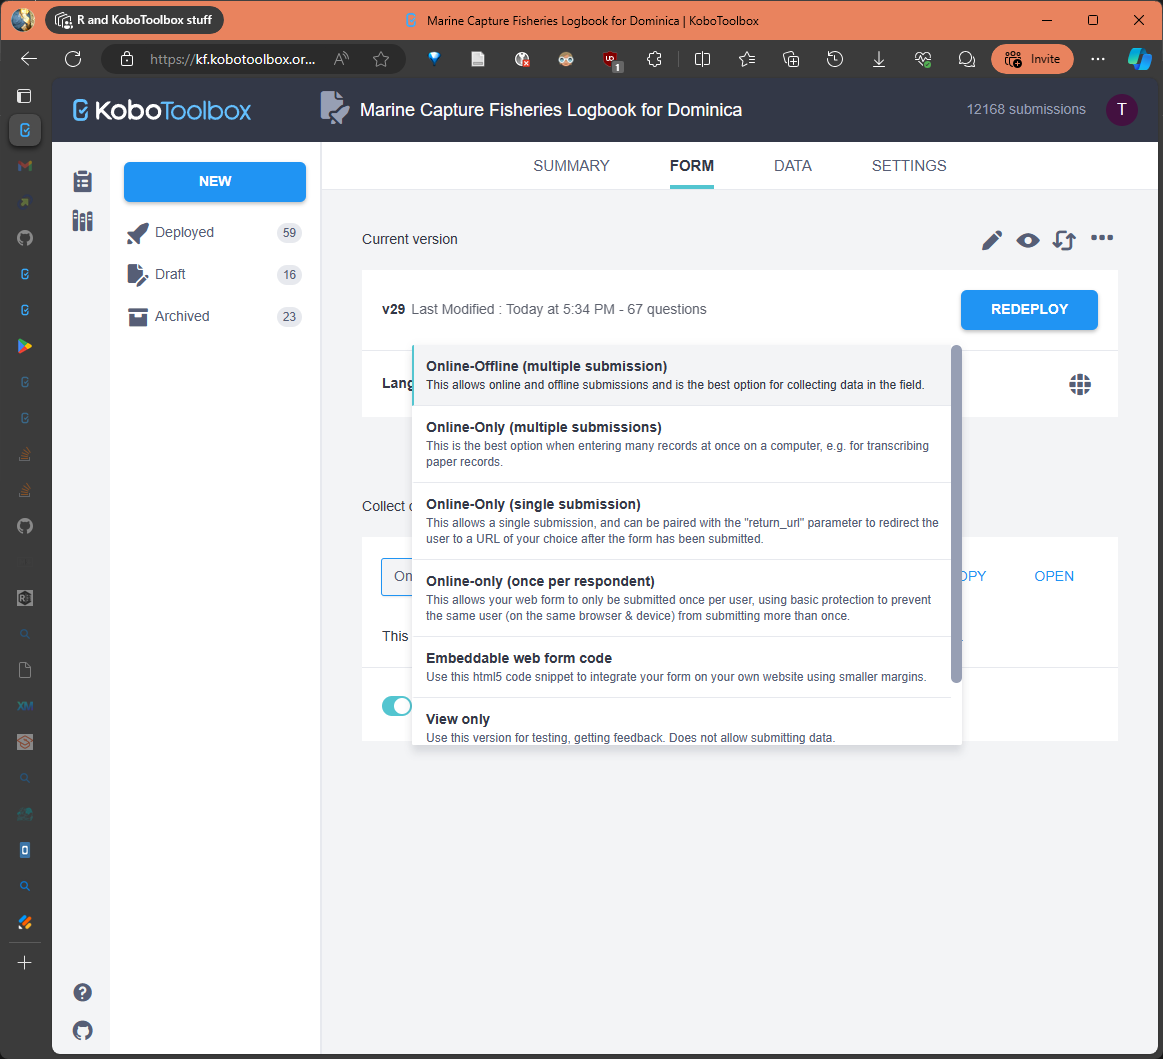 R and KoboToolbox stuff
Marine Capture Fisheries Logbook for Dominica | KoboToolbox
https://kf.kobotoolbox.or...
1
Invite
KoboToolbox
Marine Capture Fisheries Logbook for Dominica
12168 submissions
T
NEW
Deployed 59
Draft 16
Archived 23
SUMMARY FORM DATA SETTINGS
Current version
v29 Last Modified : Today at 5:34 PM - 67 questions
REDEPLOY
Lang
Online-Offline (multiple submission)
This allows online and offline submissions and is the best option for collecting data in the field.
Online-Only (multiple submissions)
This is the best option when entering many records at once on a computer, e.g. for transcribing
paper records.
Collect
Online-Only (single submission)
This allows a single submission, and can be paired with the "return_url" parameter to redirect the
user to a URL of your choice after the form has been submitted.
On
Online-only (once per respondent)
This allows your web form to only be submitted once per user, using basic protection to prevent
the same user (on the same browser & device) from submitting more than once.
OPY
OPEN
This
Embeddable web form code
Use this html5 code snippet to integrate your form on your own website using smaller margins.
View only
Use this version for testing, getting feedback. Does not allow submitting data.